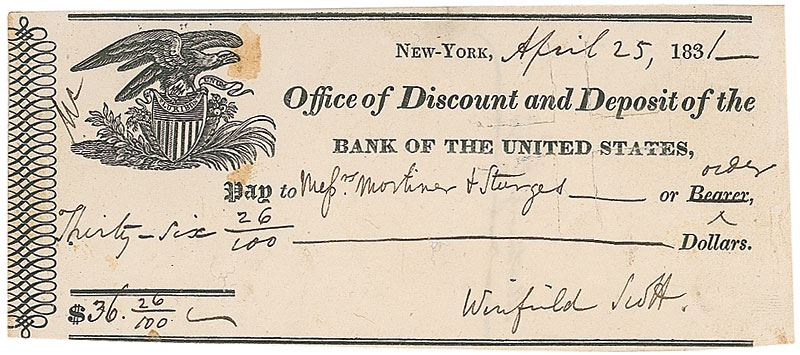 New-York, April 25, 1831
Office of Discount and Deposit of the
BANK OF THE UNITED STATES,
order
Pay to Messrs. Mortimer & Sturges or Bearer,
Thirty-six 26/100 Dollars.
$36. 26/100
Winfield Scott.